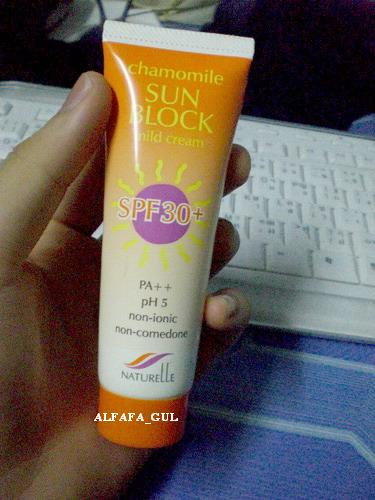 chamomile
SUN
BLOCK
mild cream
SPF30+
PA++
pH 5
non-ionic
non-comedone
NATURELLE
ALFAFA_GUL